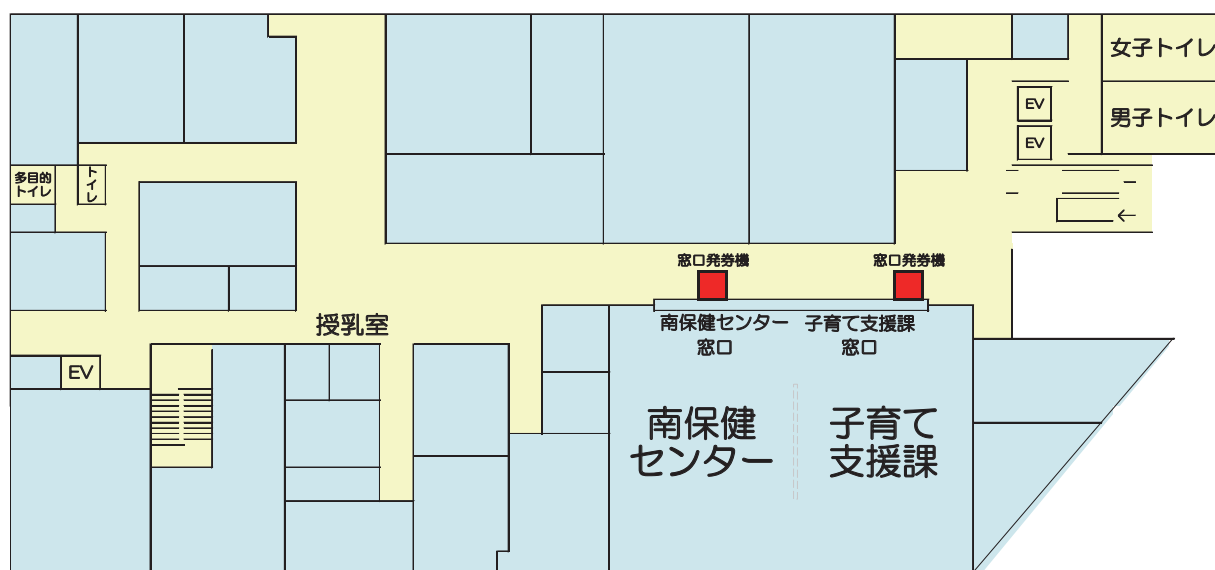 女子トイレ
EV
男子トイレ
EV
多目的
トイレ
トイレ
←
窓口発券機
窓口発券機
授乳室
南保健センター
窓口
子育て支援課
窓口
EV
南保健
センター
子育て
支援課